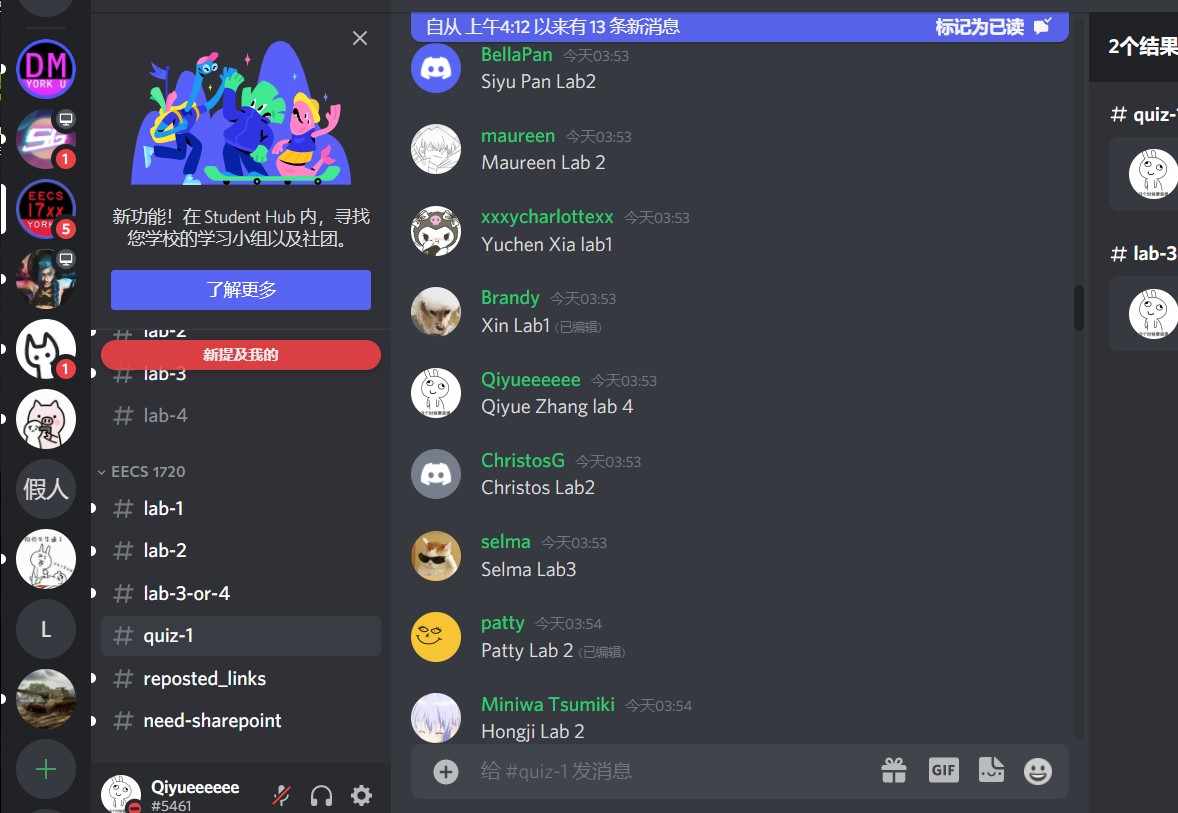 DM
YORK U
SG
1
EECS
17xx
YORK
5
1
假人
L
新功能！在 Student Hub 内，寻找
您学校的学习小组以及社团。
了解更多
lab-2
新提及我的
lab-3
lab-4
EECS 1720
lab-1
lab-2
lab-3-or-4
quiz-1
reposted_links
need-sharepoint
Qiyueeeeee
#5461
自从 上午4:12 以来有 13 条新消息
标记为已读
BellaPan 今天03:53
Siyu Pan Lab2
maureen 今天03:53
Maureen Lab 2
xxxycharlottexx 今天03:53
Yuchen Xia lab1
Brandy 今天03:53
Xin Lab1 (已编辑)
Qiyueeeeee 今天03:53
Qiyue Zhang lab 4
ChristosG 今天03:53
Christos Lab2
selma 今天03:53
Selma Lab3
patty 今天03:54
Patty Lab 2 (已编辑)
Miniwa Tsumiki 今天03:54
Hongji Lab 2
给 #quiz-1 发消息
GIF
2个结果
# quiz-
# lab-3